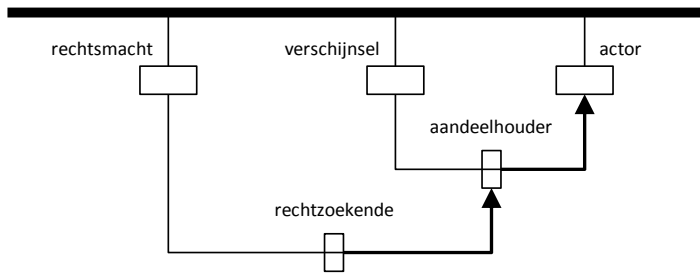 rechtsmacht
verschijnsel
actor
aandeelhouder
rechtzoekende